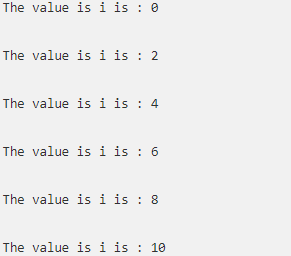 The value is i is : 0
The value is i is : 2
The value is i is : 4
The value is i is : 6
The value is i is : 8
The value is i is : 10